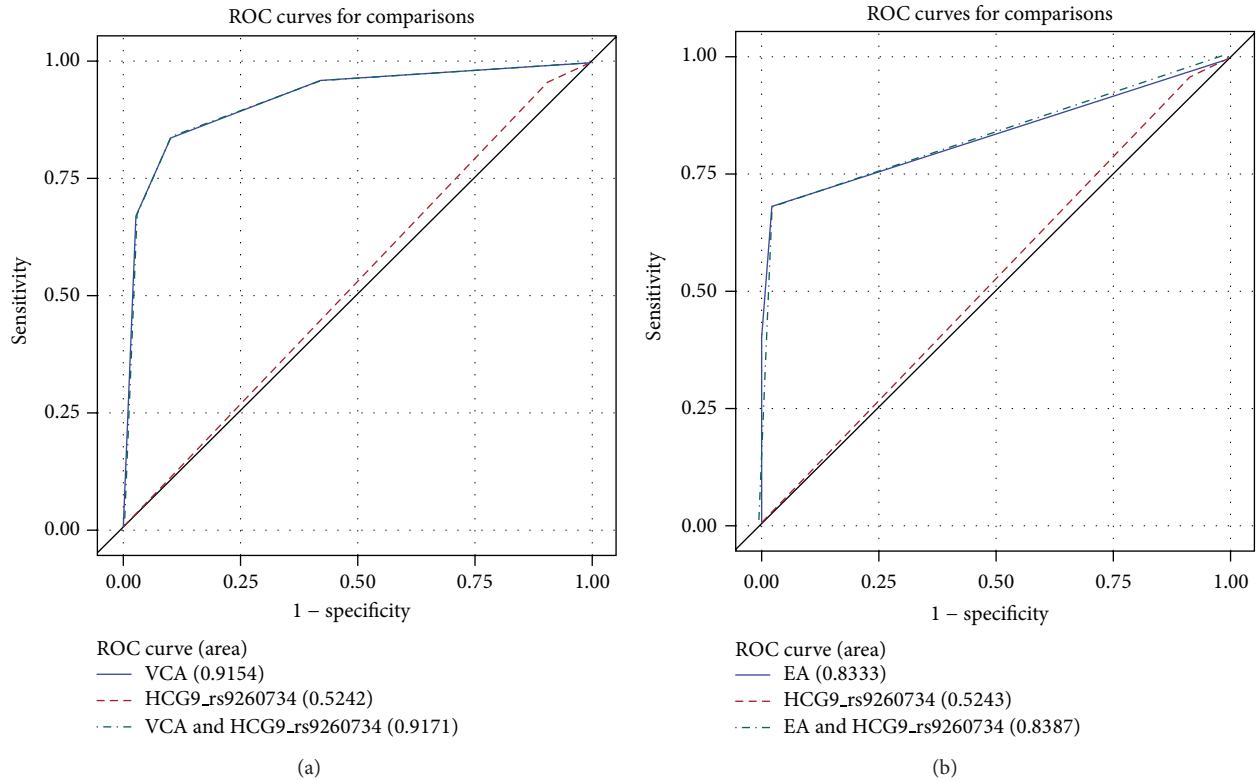 ROC curves for comparisons
1.00
0.75
0.50
0.25
0.00
Sensitivity
0.00 0.25 0.50 0.75 1.00
1 − specificity
ROC curve (area)
VCA (0.9154)
HCG9_rs9260734 (0.5242)
VCA and HCG9_rs9260734 (0.9171)
(a)
ROC curves for comparisons
1.00
0.75
0.50
0.25
0.00
Sensitivity
0.00 0.25 0.50 0.75 1.00
1 − specificity
ROC curve (area)
EA (0.8333)
HCG9_rs9260734 (0.5243)
EA and HCG9_rs9260734 (0.8387)
(b)